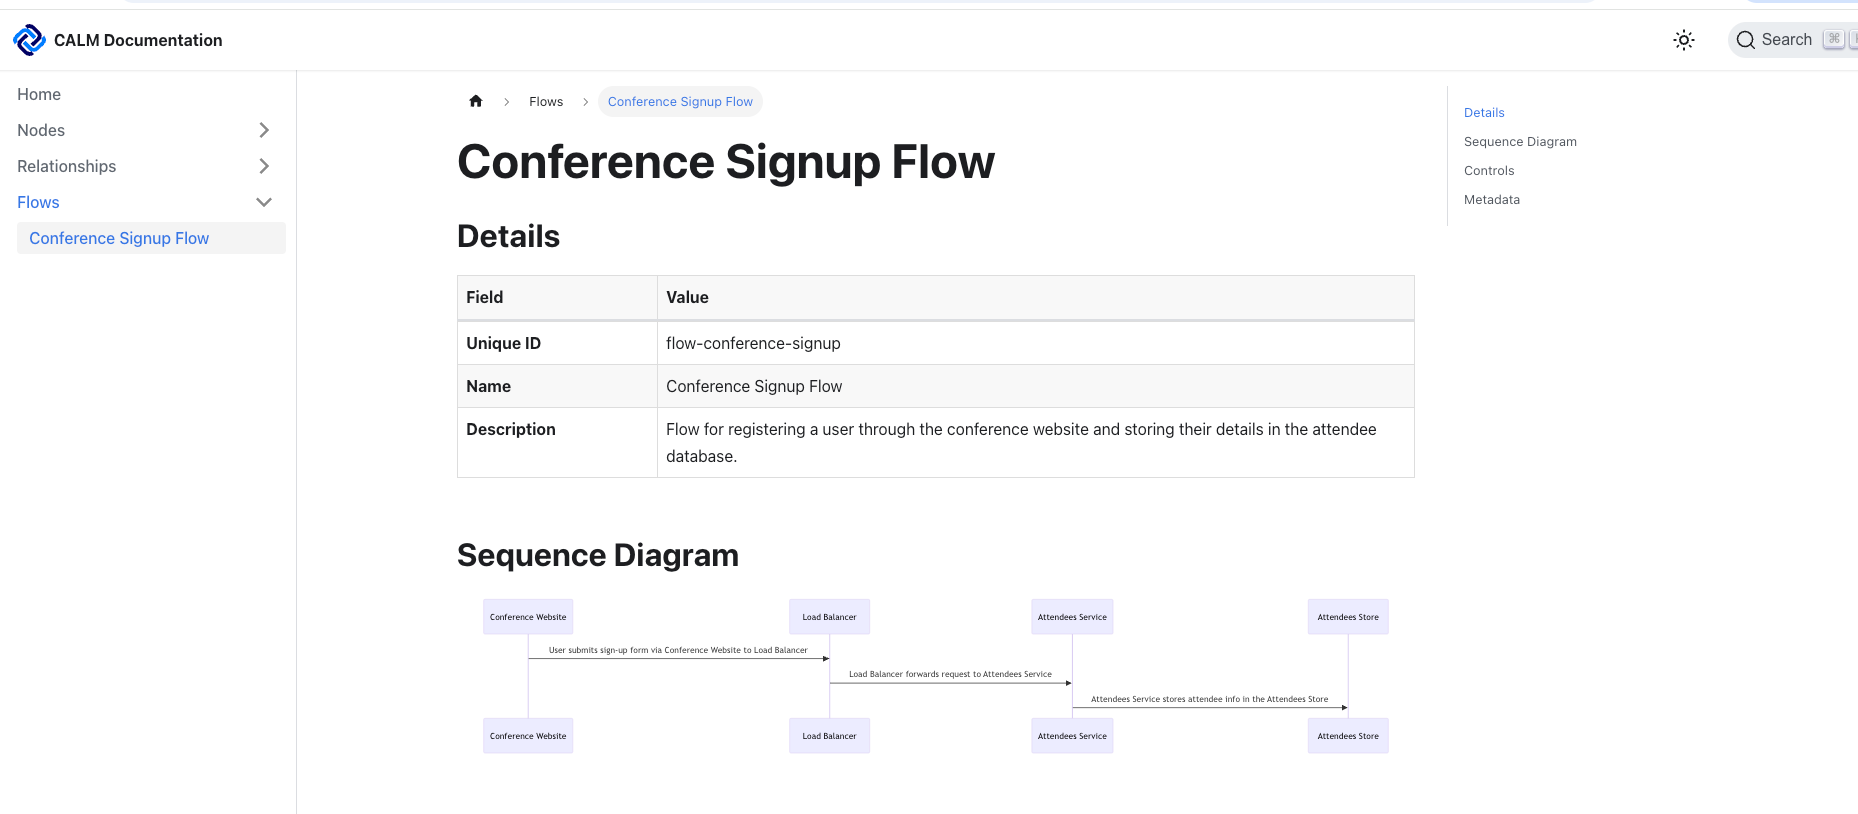 CALM Documentation
Search ⌘
Home
Nodes
Relationships
Flows
Conference Signup Flow
Flows
Conference Signup Flow
Conference Signup Flow
Details
Field Value
Unique ID flow-conference-signup
Name Conference Signup Flow
Description Flow for registering a user through the conference website and storing their details in the attendee
database.
Sequence Diagram
Conference Website Load Balancer Attendees Service Attendees Store
User submits sign-up form via Conference Website to Load Balancer
Load Balancer forwards request to Attendees Service
Attendees Service stores attendee info in the Attendees Store
Conference Website Load Balancer Attendees Service Attendees Store
Details
Sequence Diagram
Controls
Metadata